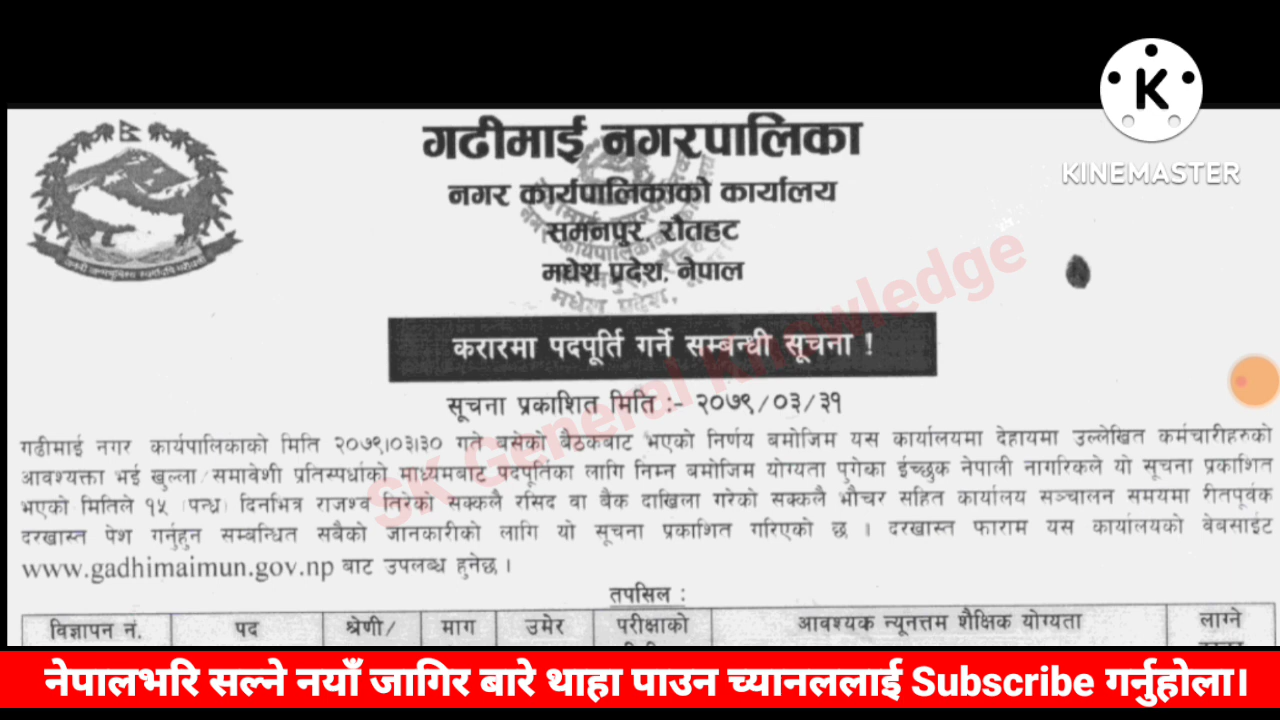 K
KINEMASTER
गढीमाई नगरपालिका
नगर कार्यपालिकाको कार्यालय
समनपुर, रौतहट
मधेश प्रदेश, नेपाल
मधेश प्रदेश,
SK General Knowledge
करारमा पदपूर्ति गर्ने सम्बन्धी सूचना !
सूचना प्रकाशित मिति :- २०७९/०३/३१
गढीमाई नगर कार्यपालिकाको मिति २०७९।०३।३० गते बसेको बैठकबाट भएको निर्णय बमोजिम यस कार्यालयमा देहायमा उल्लेखित कर्मचारीहरुको
आवश्यक्ता भई खुल्ला/समावेशी प्रतिस्पर्धाको माध्यमबाट पदपूर्तिका लागि निम्न बमोजिम योग्यता पुगेका ईच्छुक नेपाली नागरिकले यो सूचना प्रकाशित
भएको मितिले १५ (पन्ध्र) दिनभित्र राजश्व तिरेको सक्कलै रसिद वा बैक दाखिला गरेको सक्कलै भौचर सहित कार्यालय सञ्चालन समयमा रीतपूर्वक
दरखास्त पेश गर्नुहुन सम्बन्धित सबैको जानकारीको लागि यो सूचना प्रकाशित गरिएको छ । दरखास्त फाराम यस कार्यालयको बेबसाईट
www.gadhimaimun.gov.np बाट उपलब्ध हुनेछ ।
तपसिल :
विज्ञापन नं. पद श्रेणी/ माग उमेर परीक्षाको आवश्यक न्यूनत्तम शैक्षिक योग्यता लाग्ने
नेपालभरि सल्ने नयाँ जागिर बारे थाहा पाउन च्यानललाई Subscribe गर्नुहोला।